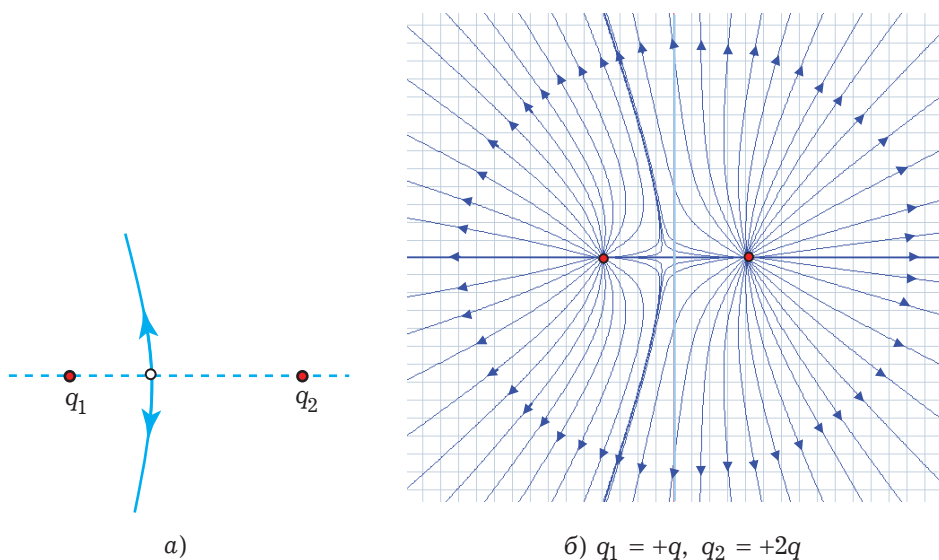 q₁
q₂
а)
б) q₁ = +q, q₂ = +2q